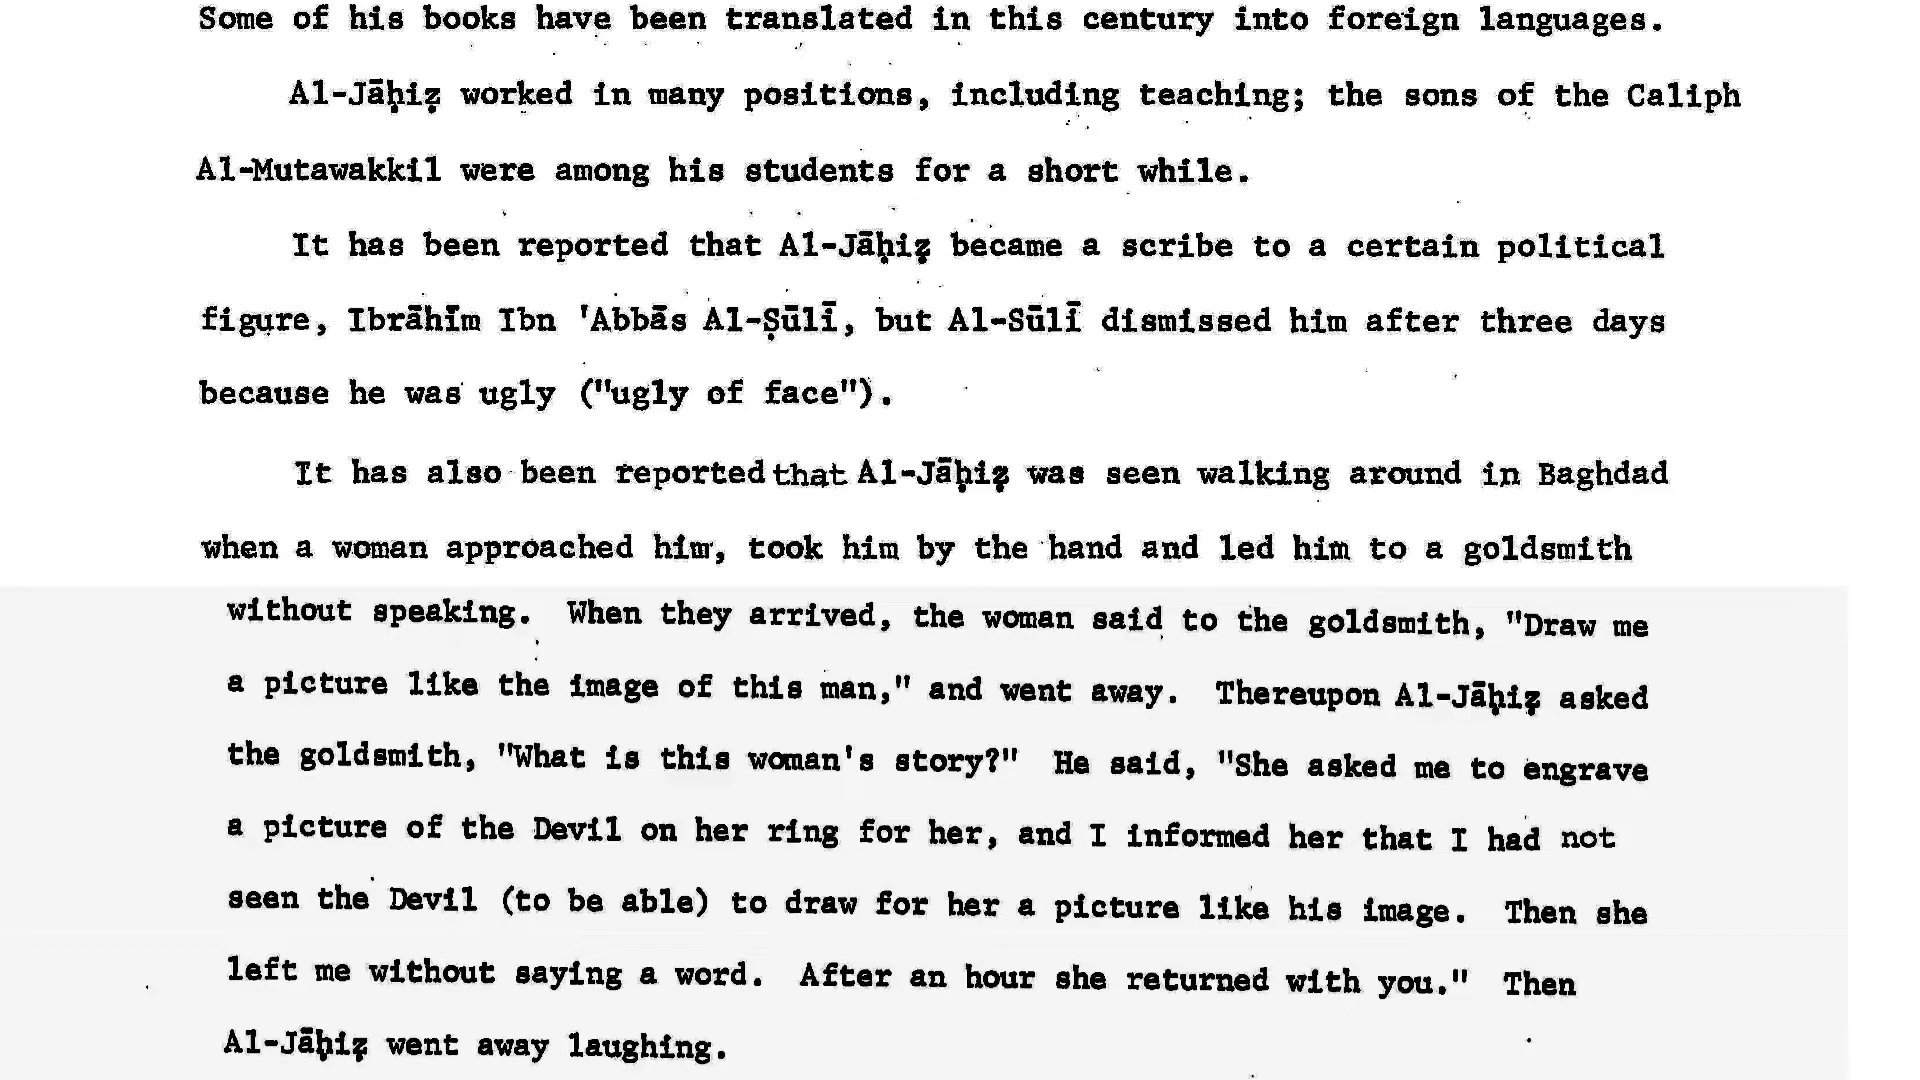 Some of his books have been translated in this century into foreign languages.
Al-Jāḥiẓ worked in many positions, including teaching; the sons of the Caliph
Al-Mutawakkil were among his students for a short while.
It has been reported that Al-Jāḥiẓ became a scribe to a certain political
figure, Ibrāhīm Ibn 'Abbās Al-Ṣūlī, but Al-Sūlī dismissed him after three days
because he was ugly ("ugly of face").
It has also been reported that Al-Jāḥiẓ was seen walking around in Baghdad
when a woman approached him, took him by the hand and led him to a goldsmith
without speaking. When they arrived, the woman said to the goldsmith, "Draw me
a picture like the image of this man," and went away. Thereupon Al-Jāḥiẓ asked
the goldsmith, "What is this woman's story?" He said, "She asked me to engrave
a picture of the Devil on her ring for her, and I informed her that I had not
seen the Devil (to be able) to draw for her a picture like his image. Then she
left me without saying a word. After an hour she returned with you." Then
Al-Jāḥiẓ went away laughing.